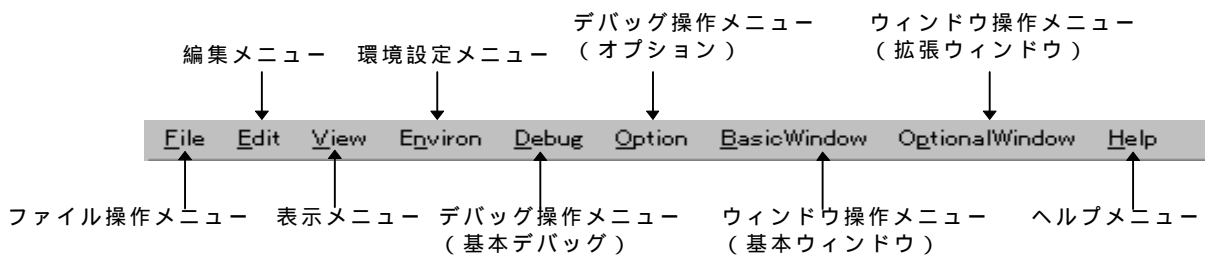 デバッグ操作メニュー ウィンドウ操作メニュー
編集メニュー 環境設定メニュー (オプション) (拡張ウィンドウ)
File Edit View Environ Debug Option BasicWindow OptionalWindow Help
ファイル操作メニュー 表示メニュー デバッグ操作メニュー ウィンドウ操作メニュー ヘルプメニュー
(基本デバッグ) (基本ウィンドウ)